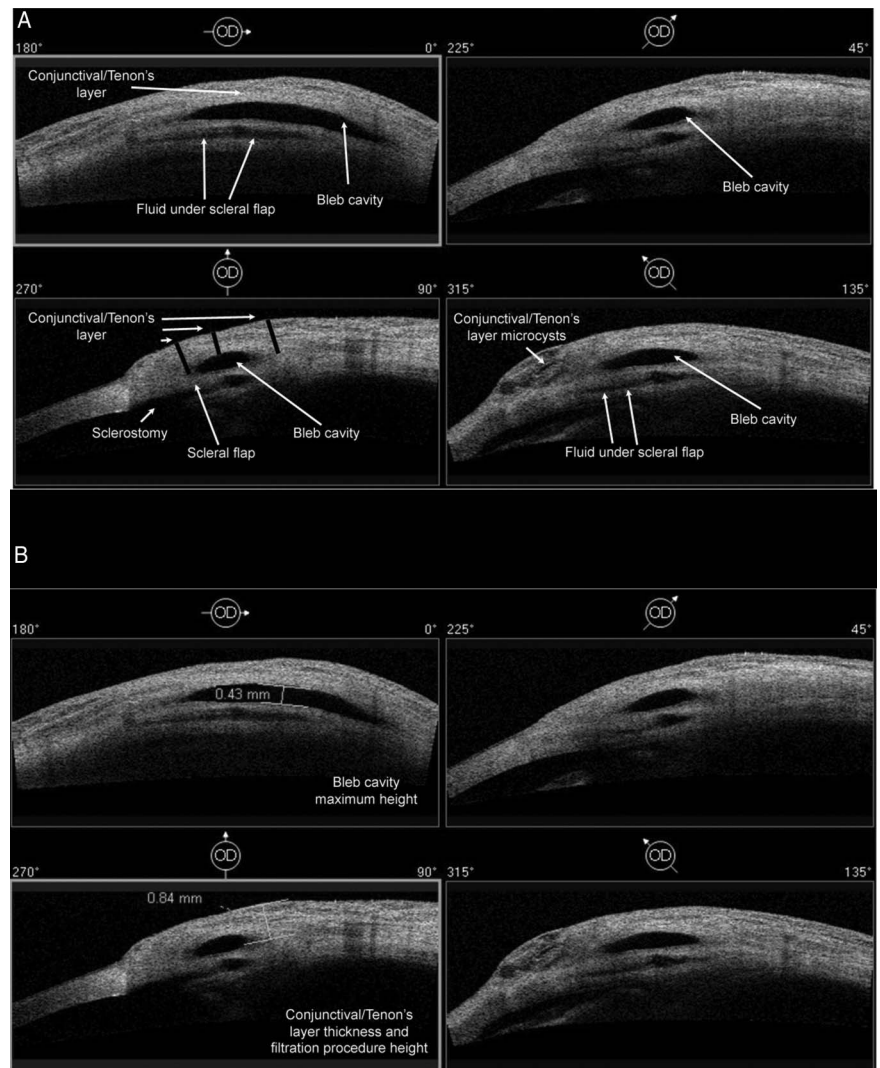 A
OD
180° 0°
Conjunctival/Tenon's
layer
Fluid under scleral flap
Bleb cavity
OD
225° 45°
Bleb cavity
OD
270° 90°
Conjunctival/Tenon's
layer
Sclerostomy
Scleral flap
Bleb cavity
OD
315° 135°
Conjunctival/Tenon's
layer microcysts
Bleb cavity
Fluid under scleral flap
B
OD
180° 0°
0.43 mm
Bleb cavity
maximum height
OD
225° 45°
OD
270° 90°
0.84 mm
Conjunctival/Tenon's
layer thickness and
filtration procedure height
OD
315° 135°